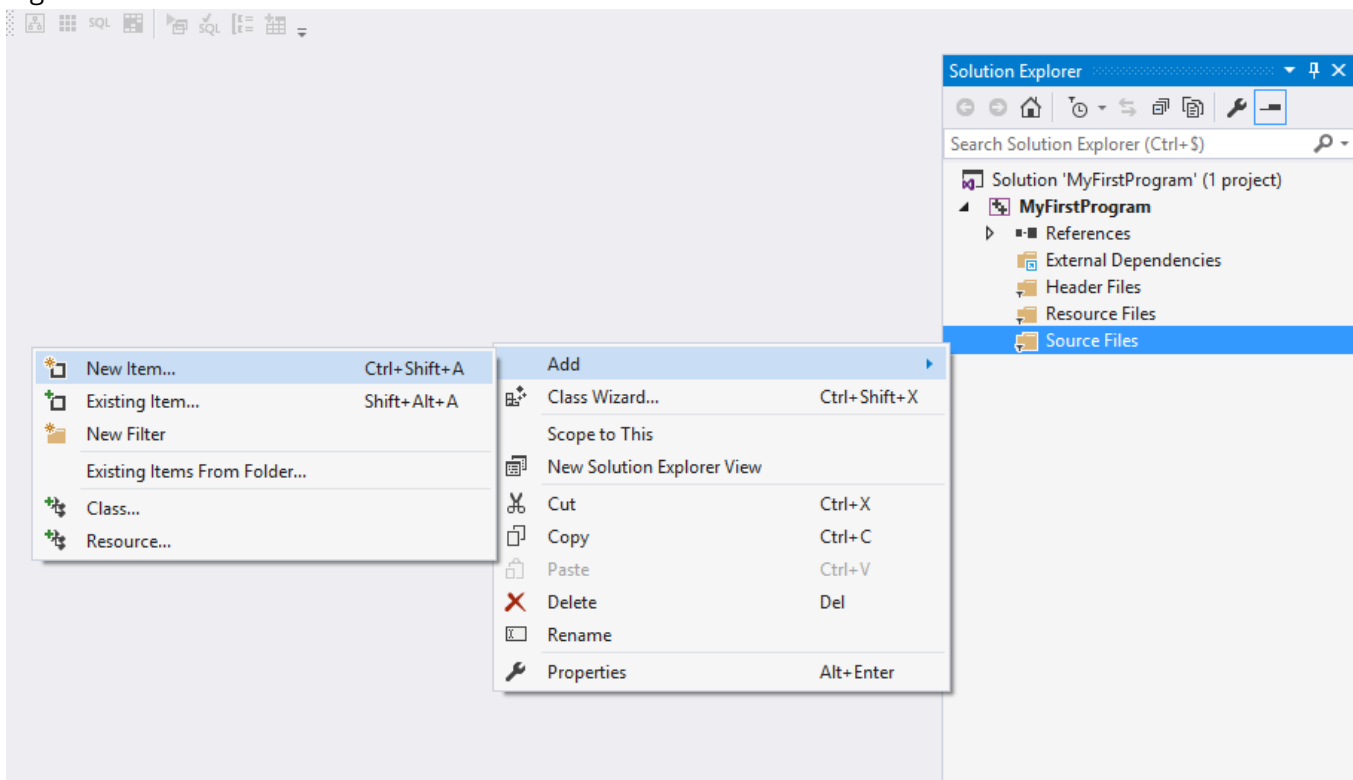 SQL
SQL
Solution Explorer
Search Solution Explorer (Ctrl+$)
Solution 'MyFirstProgram' (1 project)
MyFirstProgram
References
External Dependencies
Header Files
Resource Files
Source Files
New Item... Ctrl+Shift+A
Existing Item... Shift+Alt+A
New Filter
Existing Items From Folder...
Class...
Resource...
Add
Class Wizard... Ctrl+Shift+X
Scope to This
New Solution Explorer View
Cut Ctrl+X
Copy Ctrl+C
Paste Ctrl+V
Delete Del
Rename
Properties Alt+Enter